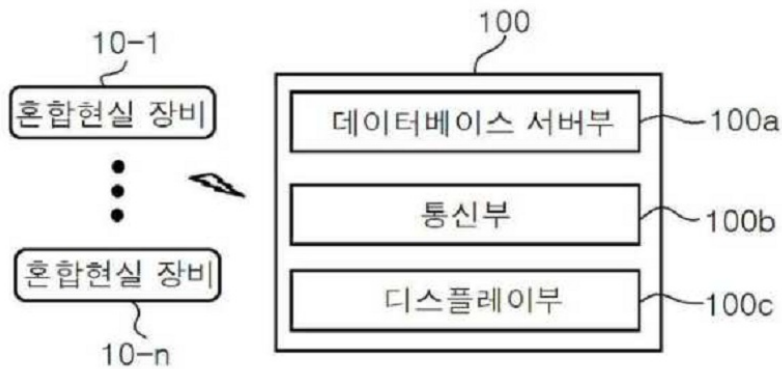 10-1
혼합현실 장비
혼합현실 장비
10-n
100
데이터베이스 서버부
100a
통신부
100b
디스플레이부
100c